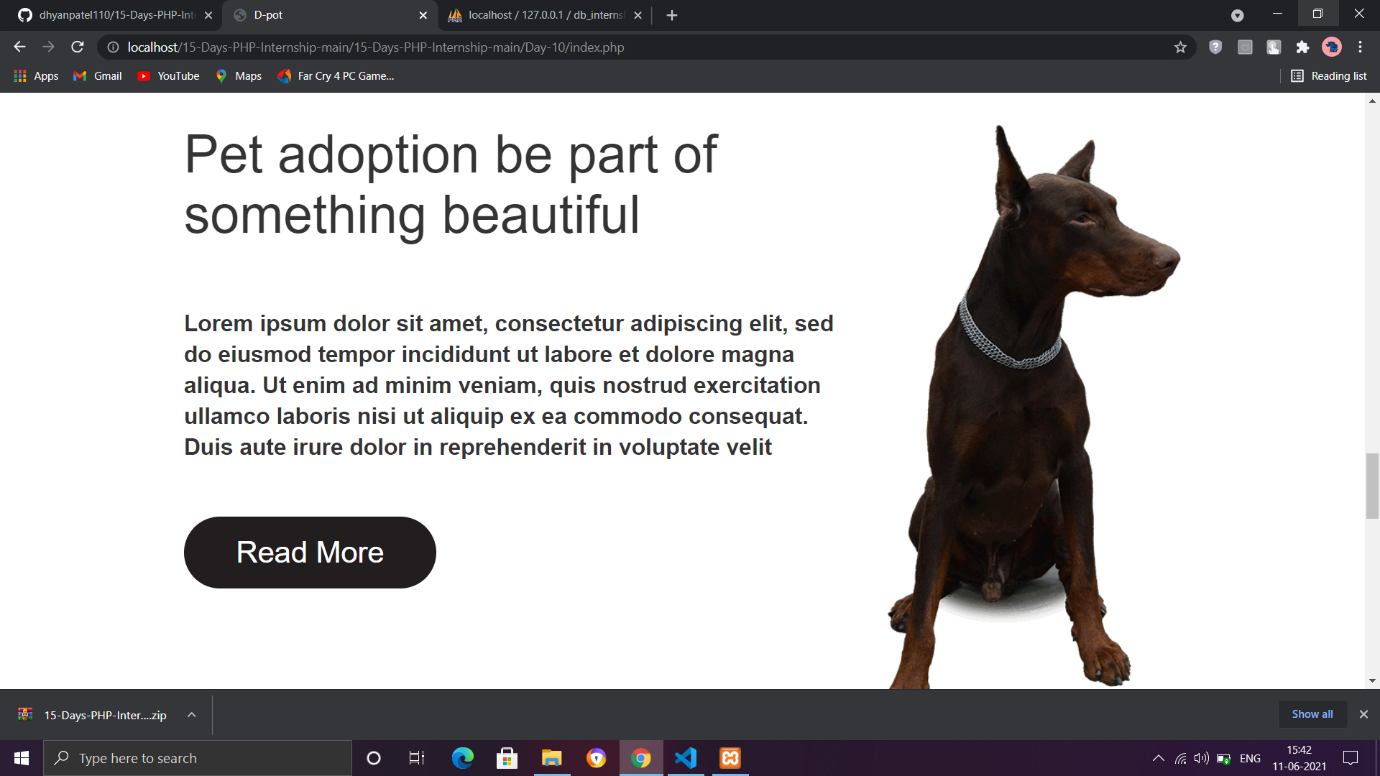 dhyanpatel110/15-Days-PHP-Int
D-pot
localhost / 127.0.0.1 / db_interns
localhost/15-Days-PHP-Internship-main/15-Days-PHP-Internship-main/Day-10/index.php
Apps
Gmail
YouTube
Maps
Far Cry 4 PC Game...
Reading list
Pet adoption be part of
something beautiful
Lorem ipsum dolor sit amet, consectetur adipiscing elit, sed
do eiusmod tempor incididunt ut labore et dolore magna
aliqua. Ut enim ad minim veniam, quis nostrud exercitation
ullamco laboris nisi ut aliquip ex ea commodo consequat.
Duis aute irure dolor in reprehenderit in voluptate velit
Read More
15-Days-PHP-Inter....zip
Show all
Type here to search
ENG
15:42
11-06-2021